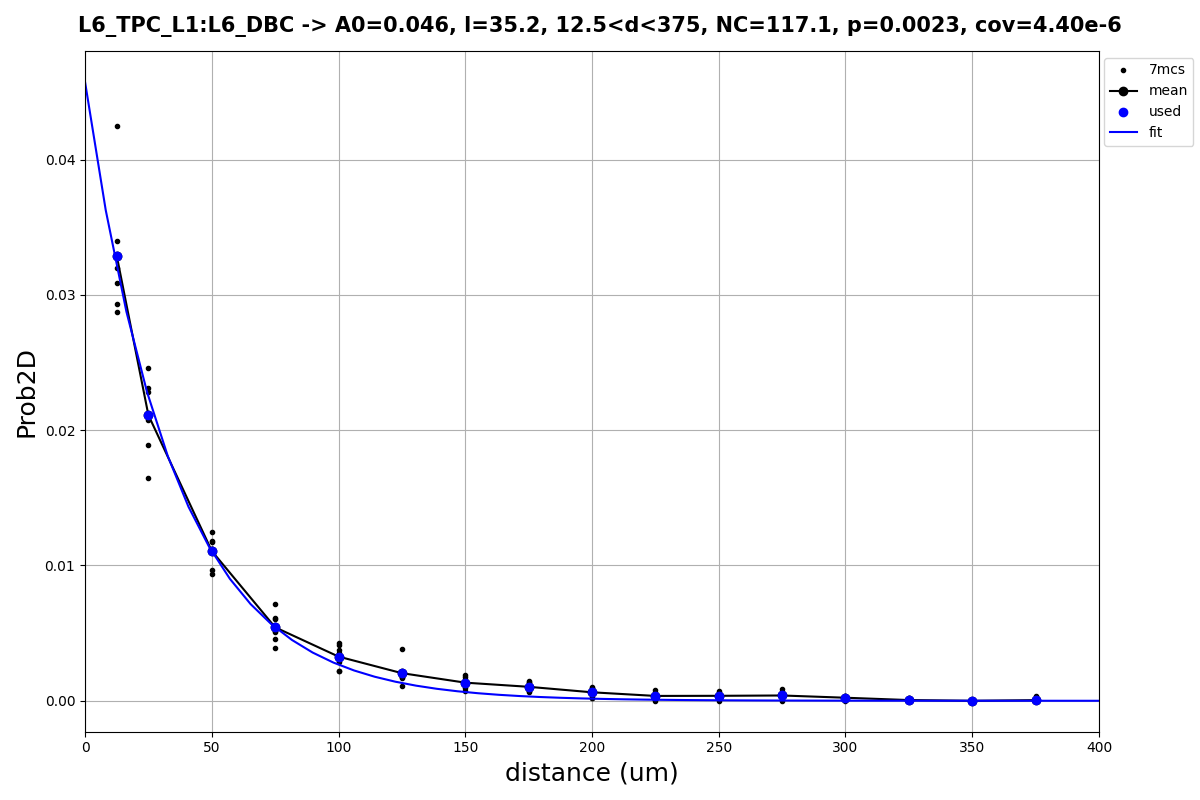 L6_TPC_L1:L6_DBC -> A0=0.046, l=35.2, 12.5<d<375, NC=117.1, p=0.0023, cov=4.40e-6
7mcs
mean
used
fit
Prob2D
0.04
0.03
0.02
0.01
0.00
0 50 100 150 200 250 300 350 400
distance (um)